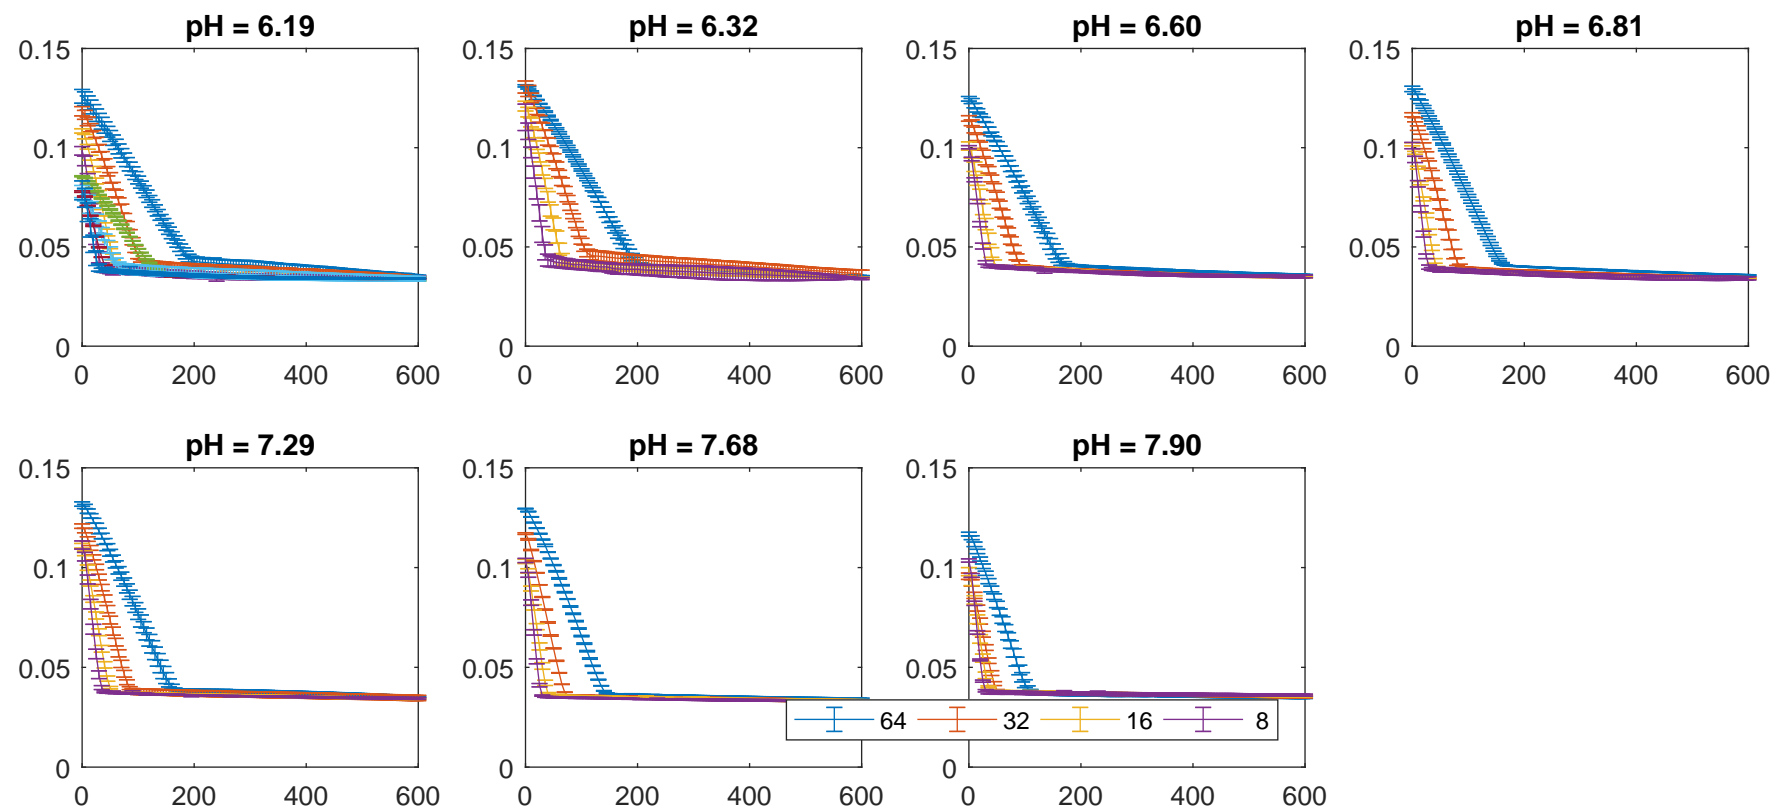 pH = 6.19 pH = 6.32 pH = 6.60 pH = 6.81
0.15 0.15 0.15 0.15
0.1 0.1 0.1 0.1
0.05 0.05 0.05 0.05
0 0 0 0
0 200 400 600 0 200 400 600 0 200 400 600 0 200 400 600
pH = 7.29 pH = 7.68 pH = 7.90
0.15 0.15 0.15
0.1 0.1 0.1
0.05 0.05 0.05
64 32 16 8
0 0 0
0 200 400 600 0 200 400 600 0 200 400 600